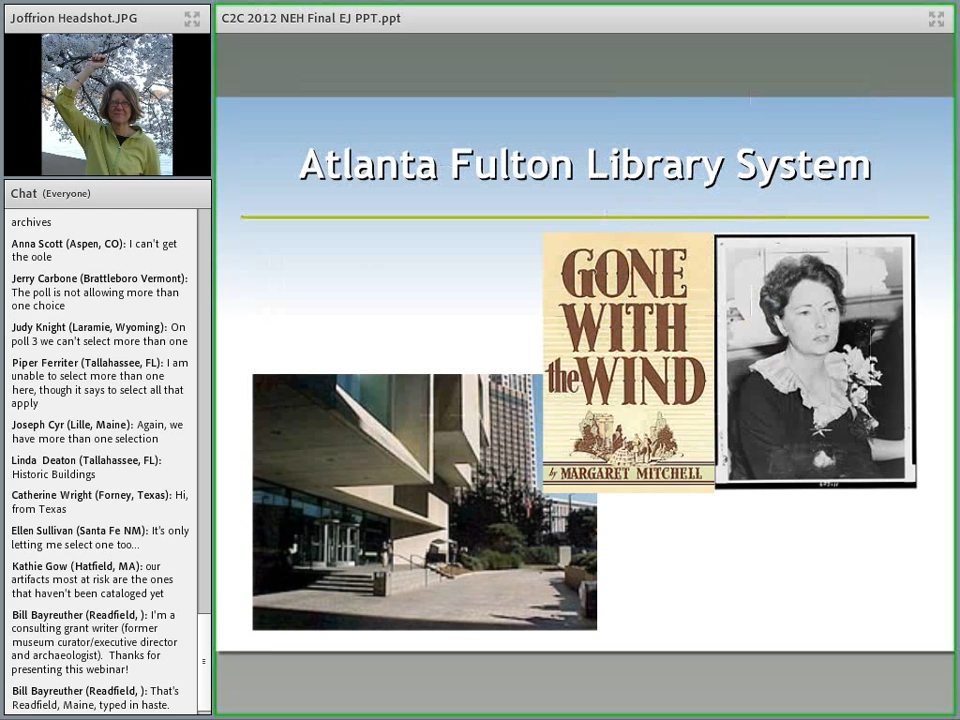 Joffrion Headshot.JPG
C2C 2012 NEH Final EJ PPT.ppt
Chat (Everyone)
archives
Anna Scott (Aspen, CO): I can't get
the oole
Jerry Carbone (Brattleboro Vermont):
The poll is not allowing more than
one choice
Judy Knight (Laramie, Wyoming): On
poll 3 we can't select more than one
Piper Ferriter (Tallahassee, FL): I am
unable to select more than one
here, though it says to select all that
apply
Joseph Cyr (Lille, Maine): Again, we
have more than one selection
Linda Deaton (Tallahassee, FL):
Historic Buildings
Catherine Wright (Forney, Texas): Hi,
from Texas
Ellen Sullivan (Santa Fe NM): It's only
letting me select one too...
Kathie Gow (Hatfield, MA): our
artifacts most at risk are the ones
that haven't been cataloged yet
Bill Bayreuther (Readfield, ): I'm a
consulting grant writer (former
museum curator/executive director
and archaeologist). Thanks for
presenting this webinar!
Bill Bayreuther (Readfield, ): That's
Readfield, Maine, typed in haste.
Atlanta Fulton Library System
GONE
WITH
the WIND
by MARGARET MITCHELL